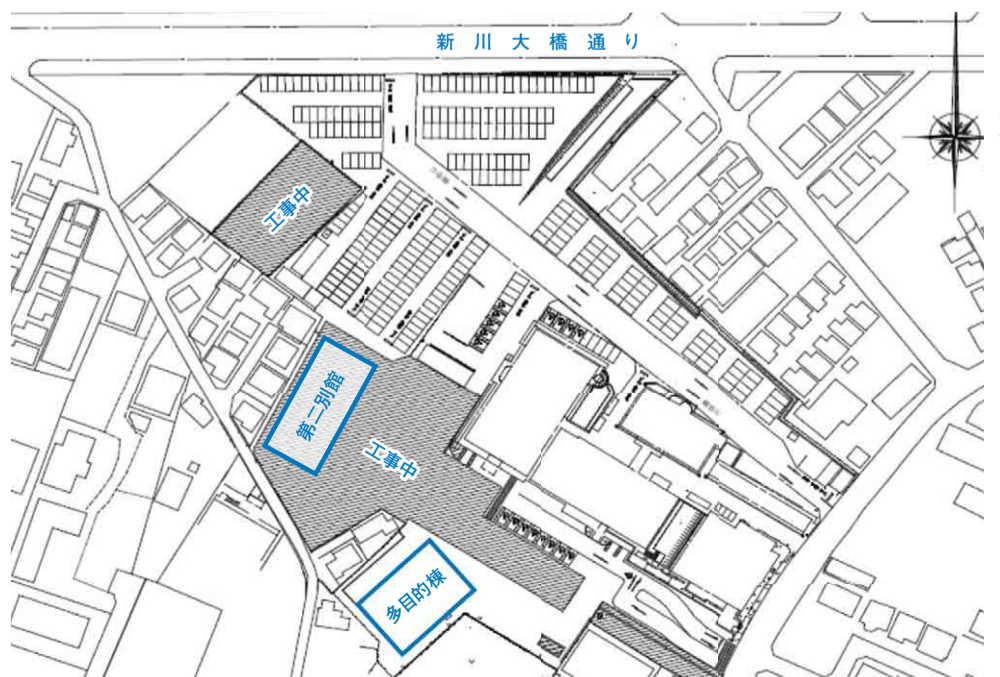 新川大橋通り
工事中
第二別館
工事中
多目的棟